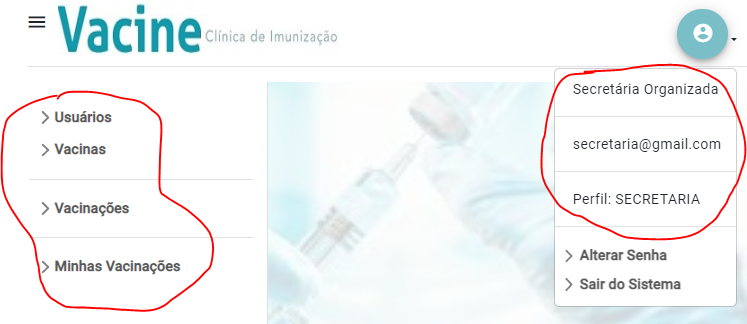 Vacine Clínica de Imunização
Usuários
Vacinas
Vacinações
Minhas Vacinações
Secretária Organizada
secretaria@gmail.com
Perfil: SECRETARIA
Alterar Senha
Sair do Sistema